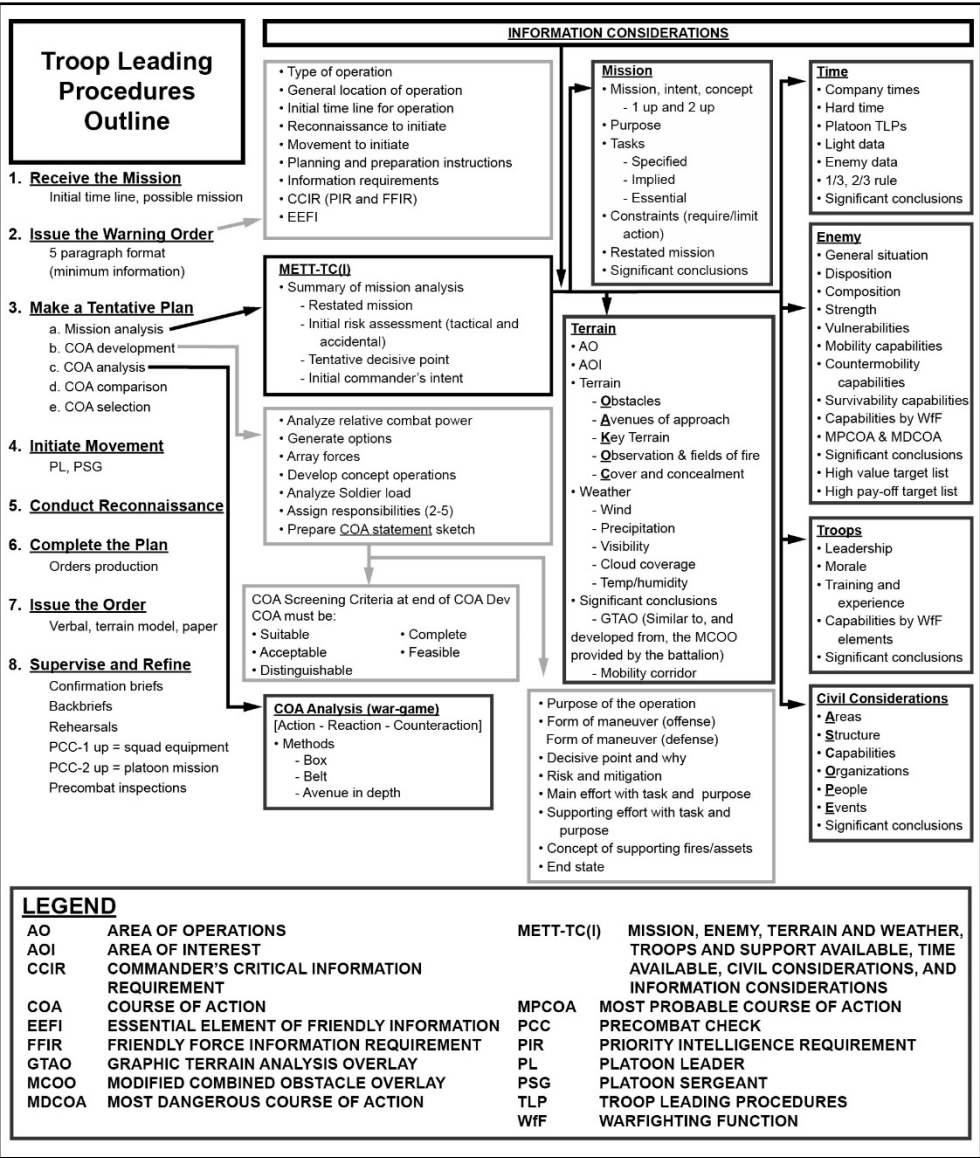 Troop Leading
Procedures
Outline
1. Receive the Mission
Initial time line, possible mission
2. Issue the Warning Order
5 paragraph format
(minimum information)
3. Make a Tentative Plan
a. Mission analysis
b. COA development
c. COA analysis
d. COA comparison
e. COA selection
4. Initiate Movement
PL, PSG
5. Conduct Reconnaissance
6. Complete the Plan
Orders production
7. Issue the Order
Verbal, terrain model, paper
8. Supervise and Refine
Confirmation briefs
Backbriefs
Rehearsals
PCC-1 up = squad equipment
PCC-2 up = platoon mission
Precombat inspections
INFORMATION CONSIDERATIONS
• Type of operation
• General location of operation
• Initial time line for operation
• Reconnaissance to initiate
• Movement to initiate
• Planning and preparation instructions
• Information requirements
• CCIR (PIR and FFIR)
• EEFI
METT-TC(I)
• Summary of mission analysis
- Restated mission
- Initial risk assessment (tactical and
accidental)
- Tentative decisive point
- Initial commander's intent
• Analyze relative combat power
• Generate options
• Array forces
• Develop concept operations
• Analyze Soldier load
• Assign responsibilities (2-5)
• Prepare COA statement sketch
COA Screening Criteria at end of COA Dev
COA must be:
• Suitable • Complete
• Acceptable • Feasible
• Distinguishable
COA Analysis (war-game)
[Action - Reaction - Counteraction]
• Methods
- Box
- Belt
- Avenue in depth
Mission
• Mission, intent, concept
- 1 up and 2 up
• Purpose
• Tasks
- Specified
- Implied
- Essential
• Constraints (require/limit
action)
• Restated mission
• Significant conclusions
Terrain
• AO
• AOI
• Terrain
- Obstacles
- Avenues of approach
- Key Terrain
- Observation & fields of fire
- Cover and concealment
• Weather
- Wind
- Precipitation
- Visibility
- Cloud coverage
- Temp/humidity
• Significant conclusions
- GTAO (Similar to, and
developed from, the MCOO
provided by the battalion)
- Mobility corridor
• Purpose of the operation
• Form of maneuver (offense)
Form of maneuver (defense)
• Decisive point and why
• Risk and mitigation
• Main effort with task and purpose
• Supporting effort with task and
purpose
• Concept of supporting fires/assets
• End state
Time
• Company times
• Hard time
• Platoon TLPs
• Light data
• Enemy data
• 1/3, 2/3 rule
• Significant conclusions
Enemy
• General situation
• Disposition
• Composition
• Strength
• Vulnerabilities
• Mobility capabilities
• Countermobility
capabilities
• Survivability capabilities
• Capabilities by WfF
• MPCOA & MDCOA
• Significant conclusions
• High value target list
• High pay-off target list
Troops
• Leadership
• Morale
• Training and
experience
• Capabilities by WfF
elements
• Significant conclusions
Civil Considerations
• Areas
• Structure
• Capabilities
• Organizations
• People
• Events
• Significant conclusions
LEGEND
AO AREA OF OPERATIONS
AOI AREA OF INTEREST
CCIR COMMANDER'S CRITICAL INFORMATION
REQUIREMENT
COA COURSE OF ACTION
EEFI ESSENTIAL ELEMENT OF FRIENDLY INFORMATION
FFIR FRIENDLY FORCE INFORMATION REQUIREMENT
GTAO GRAPHIC TERRAIN ANALYSIS OVERLAY
MCOO MODIFIED COMBINED OBSTACLE OVERLAY
MDCOA MOST DANGEROUS COURSE OF ACTION
METT-TC(I) MISSION, ENEMY, TERRAIN AND WEATHER,
TROOPS AND SUPPORT AVAILABLE, TIME
AVAILABLE, CIVIL CONSIDERATIONS, AND
INFORMATION CONSIDERATIONS
MPCOA MOST PROBABLE COURSE OF ACTION
PCC PRECOMBAT CHECK
PIR PRIORITY INTELLIGENCE REQUIREMENT
PL PLATOON LEADER
PSG PLATOON SERGEANT
TLP TROOP LEADING PROCEDURES
WfF WARFIGHTING FUNCTION